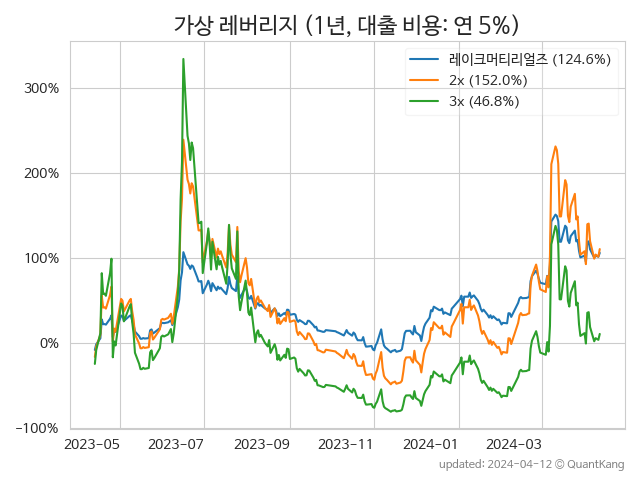 가상 레버리지 (1년, 대출 비용: 연 5%)
레이크머티리얼즈 (124.6%)
2x (152.0%)
3x (46.8%)
300%
200%
100%
0%
−100%
2023-05 2023-07 2023-09 2023-11 2024-01 2024-03
updated: 2024-04-12 © QuantKang